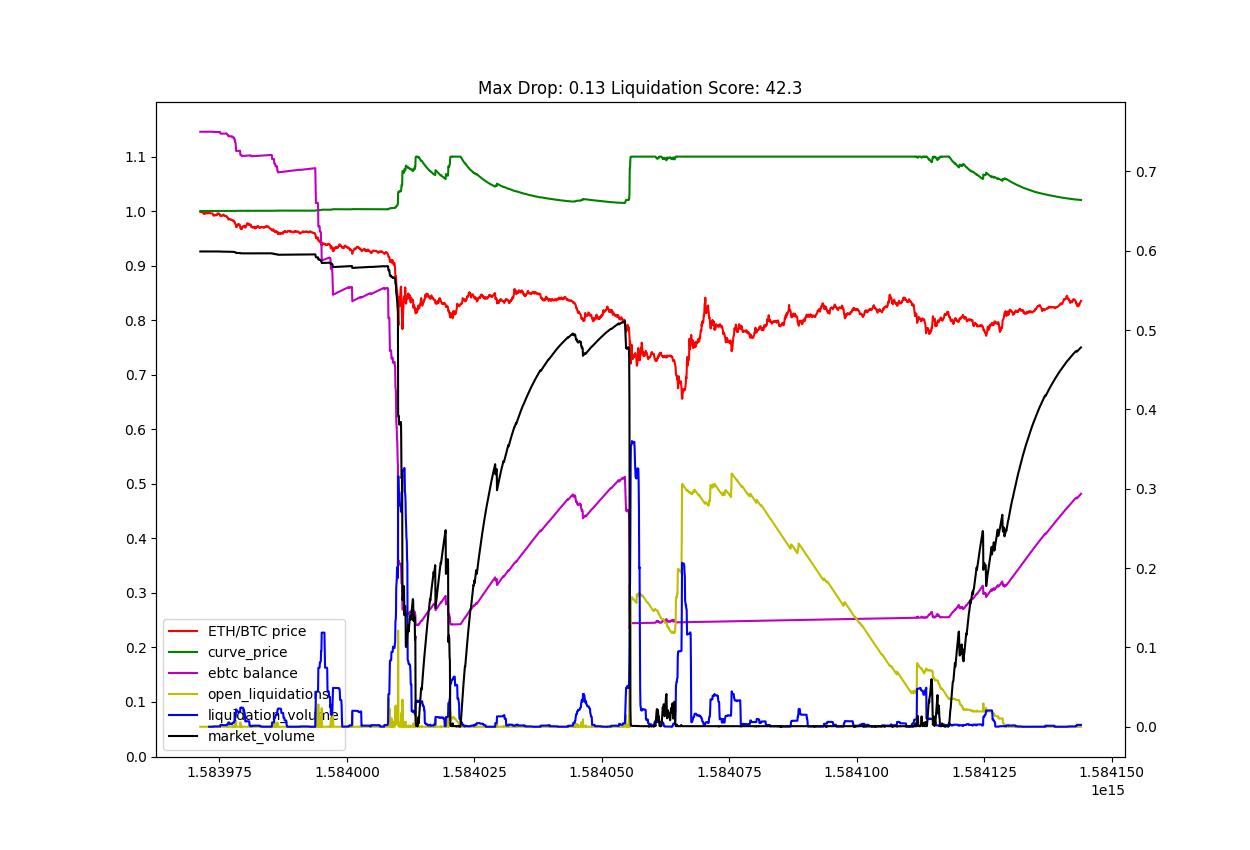 Max Drop: 0.13 Liquidation Score: 42.3
1.1
1.0
0.9
0.8
0.7
0.6
0.5
0.4
0.3
0.2
0.1
0.0
0.7
0.6
0.5
0.4
0.3
0.2
0.1
0.0
ETH/BTC price
curve_price
ebtc balance
open_liquidations
liquidation_volume
market_volume
1.583975 1.584000 1.584025 1.584050 1.584075 1.584100 1.584125 1.584150
1e15